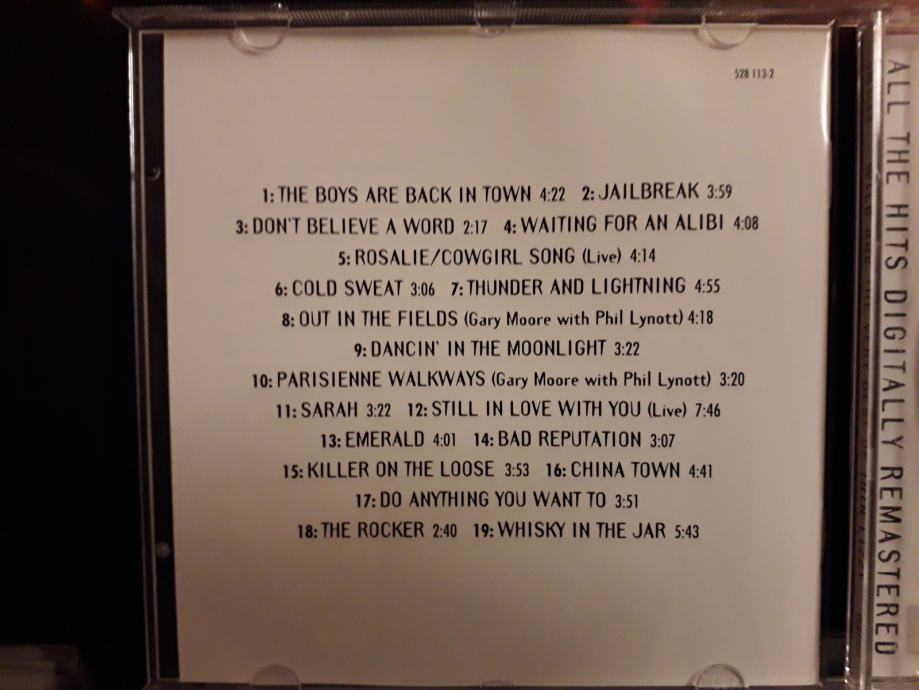 528 113-2
1: THE BOYS ARE BACK IN TOWN 4:22 2: JAILBREAK 3:59
3: DON'T BELIEVE A WORD 2:17 4: WAITING FOR AN ALIBI 4:08
5: ROSALIE/COWGIRL SONG (Live) 4:14
6: COLD SWEAT 3:06 7: THUNDER AND LIGHTNING 4:55
8: OUT IN THE FIELDS (Gary Moore with Phil Lynott) 4:18
9: DANCIN' IN THE MOONLIGHT 3:22
10: PARISIENNE WALKWAYS (Gary Moore with Phil Lynott) 3:20
11: SARAH 3:22 12: STILL IN LOVE WITH YOU (Live) 7:46
13: EMERALD 4:01 14: BAD REPUTATION 3:07
15: KILLER ON THE LOOSE 3:53 16: CHINA TOWN 4:41
17: DO ANYTHING YOU WANT TO 3:51
18: THE ROCKER 2:40 19: WHISKY IN THE JAR 5:43
ALL THE HITS DIGITALLY REMASTERED